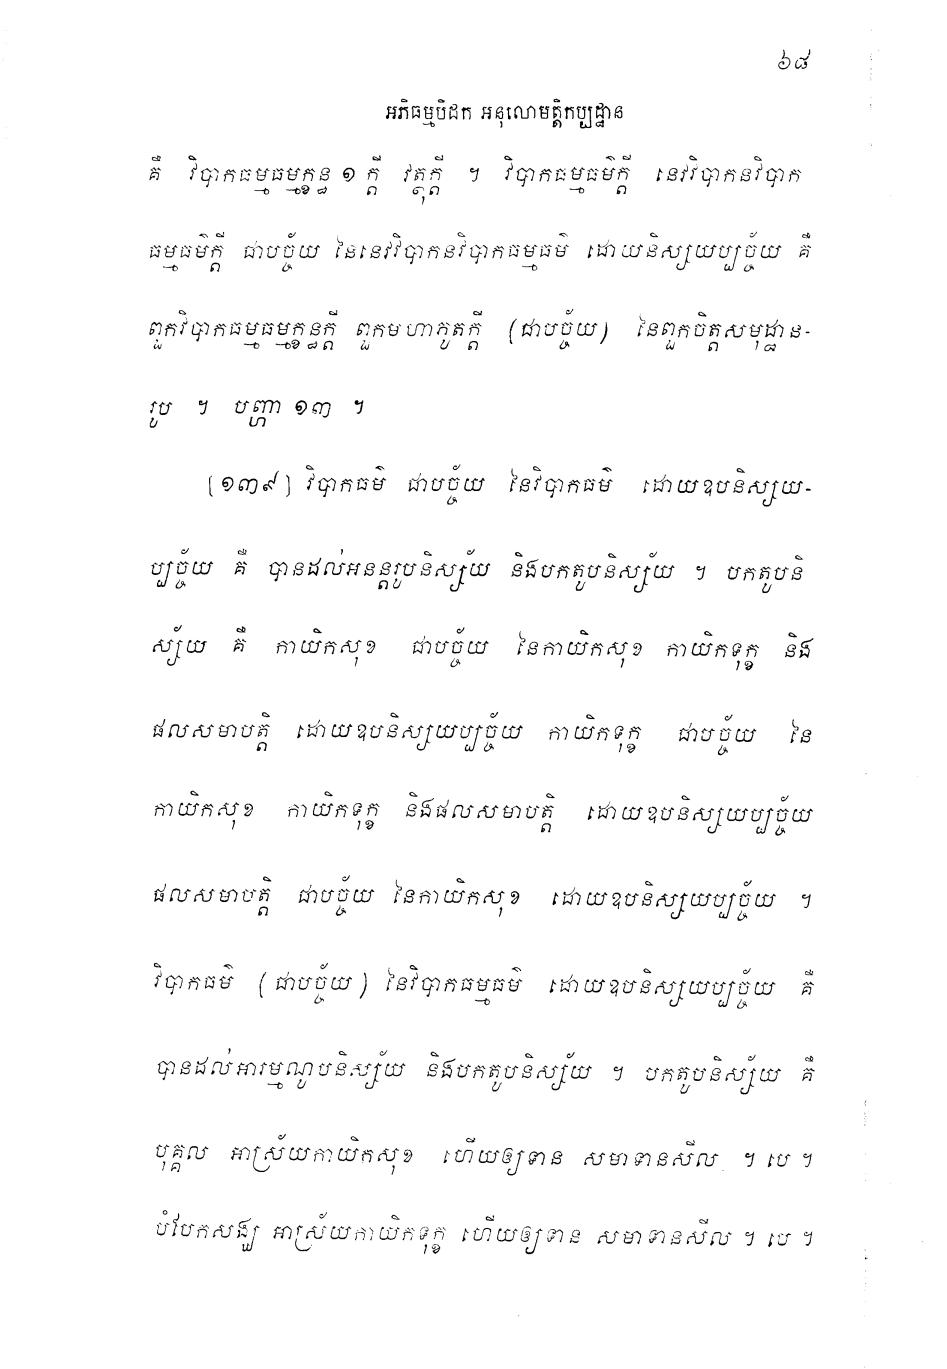 ៦៨
អភិធម្មបិដក អនុលោមត្តិកប្បដ្ឋាន
គឺ វិបាកធម្មធម្មក្ខន្ធ ១ ក្តី វត្ថុក្តី ។ វិបាកធម្មធម៌ក្តី នេវវិបាកនវិបាក
ធម្មធម៌ក្តី ជាបច្ច័យ នៃនេវវិបាកនវិបាកធម្មធម៌ ដោយនិស្សយប្បច្ច័យ គឺ
ពួកវិបាកធម្មធម្មក្ខន្ធក្តី ពួកមហាភូតក្តី (ជាបច្ច័យ) នៃពួកចិត្តសមុដ្ឋាន-
រូប ។ បញ្ហា ១៣ ។
[១៣៩] វិបាកធម៌ ជាបច្ច័យ នៃវិបាកធម៌ ដោយឧបនិស្សយ-
ប្បច្ច័យ គឺ បានដល់អនន្តរូបនិស្ស័យ និងបកតូបនិស្ស័យ ។ បកតូបនិ
ស្ស័យ គឺ កាយិកសុខ ជាបច្ច័យ នៃកាយិកសុខ កាយិកទុក្ខ និង
ផលសមាបត្តិ ដោយឧបនិស្សយប្បច្ច័យ កាយិកទុក្ខ ជាបច្ច័យ នៃ
កាយិកសុខ កាយិកទុក្ខ និងផលសមាបត្តិ ដោយឧបនិស្សយប្បច្ច័យ
ផលសមាបត្តិ ជាបច្ច័យ នៃកាយិកសុខ ដោយឧបនិស្សយប្បច្ច័យ ។
វិបាកធម៌ (ជាបច្ច័យ) នៃវិបាកធម្មធម៌ ដោយឧបនិស្សយប្បច្ច័យ គឺ
បានដល់អារម្មណូបនិស្ស័យ និងបកតូបនិស្ស័យ ។ បកតូបនិស្ស័យ គឺ
បុគ្គល អាស្រ័យកាយិកសុខ ហើយឲ្យទាន សមាទានសីល ។ បេ ។
បំបែកសង្ឃ អាស្រ័យកាយិកទុក្ខ ហើយឲ្យទាន សមាទានសីល ។ បេ ។